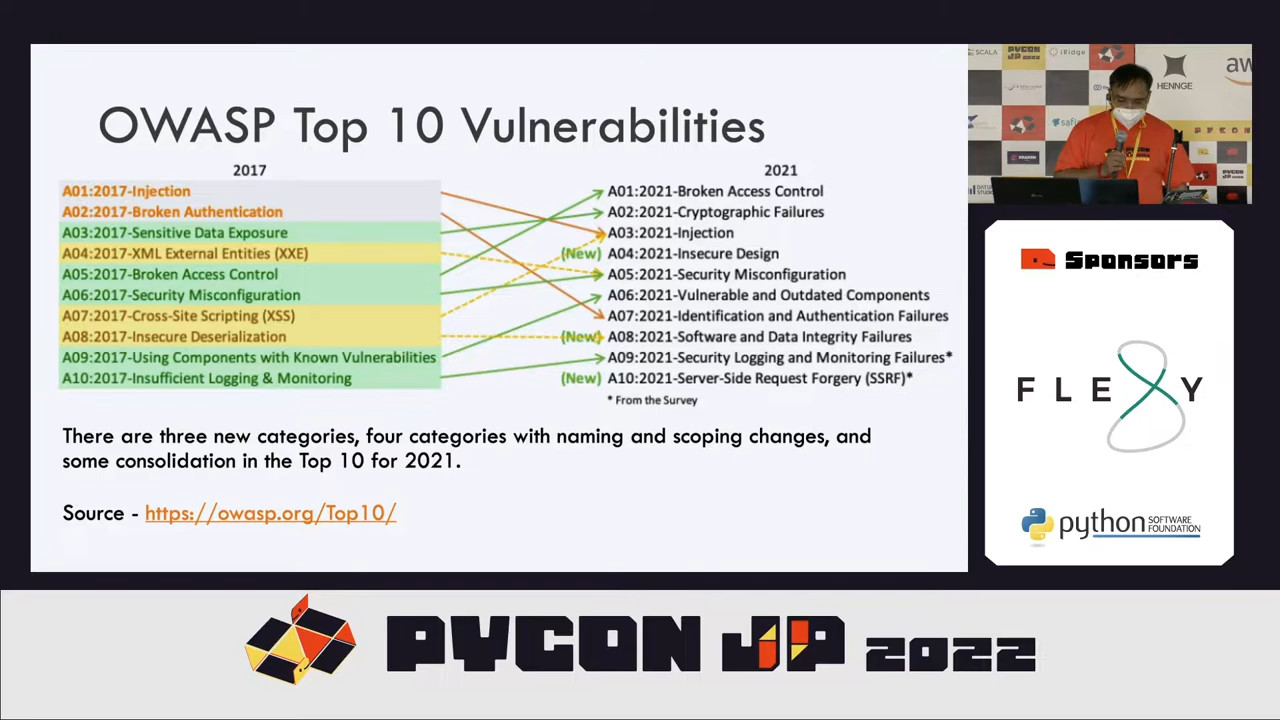 OWASP Top 10 Vulnerabilities
2017
A01:2017-Injection
A02:2017-Broken Authentication
A03:2017-Sensitive Data Exposure
A04:2017-XML External Entities (XXE)
A05:2017-Broken Access Control
A06:2017-Security Misconfiguration
A07:2017-Cross-Site Scripting (XSS)
A08:2017-Insecure Deserialization
A09:2017-Using Components with Known Vulnerabilities
A10:2017-Insufficient Logging & Monitoring
2021
A01:2021-Broken Access Control
A02:2021-Cryptographic Failures
A03:2021-Injection
(New) A04:2021-Insecure Design
A05:2021-Security Misconfiguration
A06:2021-Vulnerable and Outdated Components
A07:2021-Identification and Authentication Failures
(New) A08:2021-Software and Data Integrity Failures
A09:2021-Security Logging and Monitoring Failures*
(New) A10:2021-Server-Side Request Forgery (SSRF)*
* From the Survey
There are three new categories, four categories with naming and scoping changes, and
some consolidation in the Top 10 for 2021.
Source - https://owasp.org/Top10/
SCALA
PYCON JP 2022
iRidge
HENNGE
aw
Sponsors
FLEXY
python SOFTWARE
FOUNDATION
PYCON JP 2022